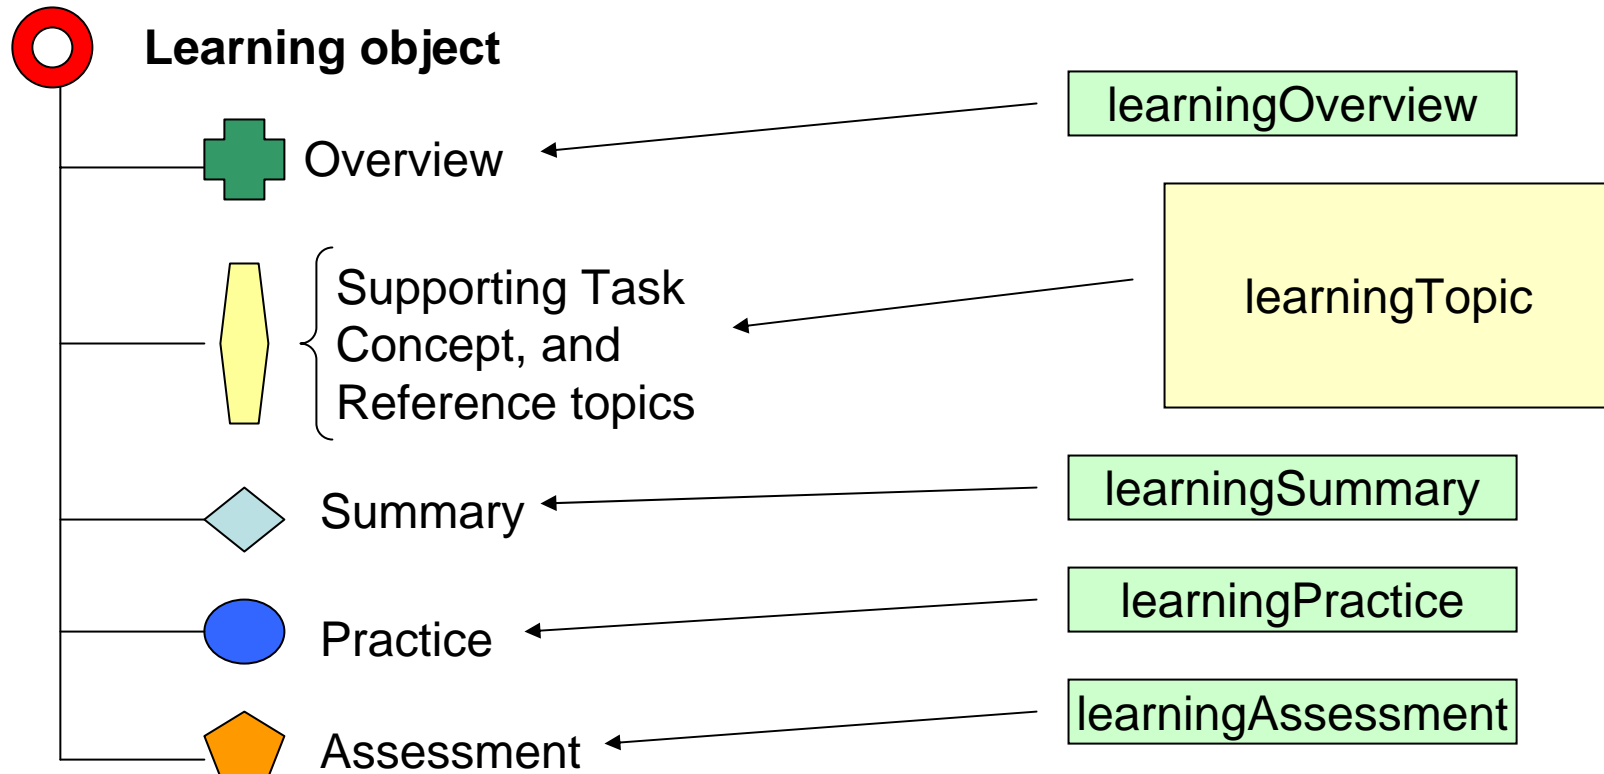 Learning object
learningOverview
Overview
Supporting Task
Concept, and
Reference topics
learningTopic
Summary
learningSummary
Practice
learningPractice
Assessment
learningAssessment